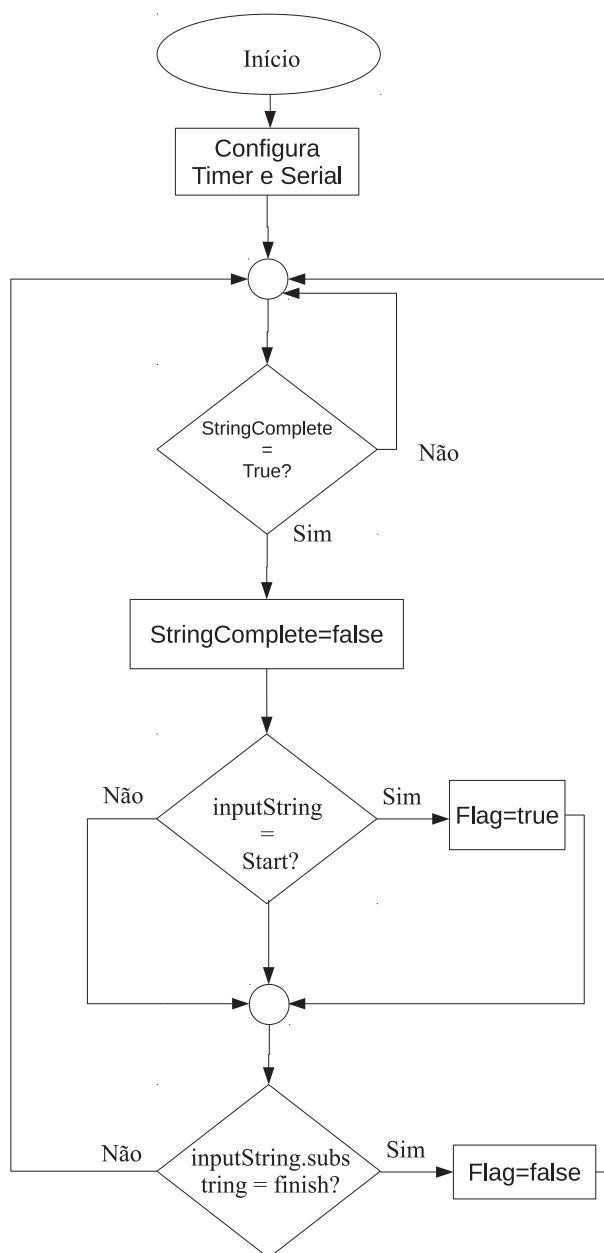 Início
Configura
Timer e Serial
StringComplete
=
True?
Não
Sim
StringComplete=false
Não
inputString
=
Start?
Sim
Flag=true
Não
inputString.subs
tring = finish?
Sim
Flag=false